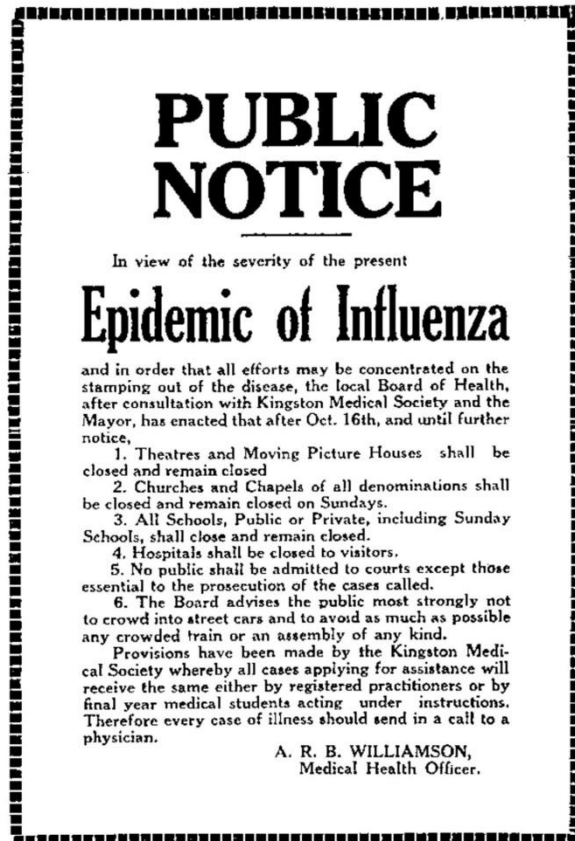 PUBLIC
NOTICE
In view of the severity of the present
Epidemic of Influenza
and in order that all efforts may be concentrated on the
stamping out of the disease, the local Board of Health,
after consultation with Kingston Medical Society and the
Mayor, has enacted that after Oct. 16th, and until further
notice,
1. Theatres and Moving Picture Houses shall be
closed and remain closed
2. Churches and Chapels of all denominations shall
be closed and remain closed on Sundays.
3. All Schools, Public or Private, including Sunday
Schools, shall close and remain closed.
4. Hospitals shall be closed to visitors.
5. No public shall be admitted to courts except those
essential to the prosecution of the cases called.
6. The Board advises the public most strongly not
to crowd into street cars and to avoid as much as possible
any crowded train or an assembly of any kind.
Provisions have been made by the Kingston Medi-
cal Society whereby all cases applying for assistance will
receive the same either by registered practitioners or by
final year medical students acting under instructions.
Therefore every case of illness should send in a call to a
physician.
A. R. B. WILLIAMSON,
Medical Health Officer.